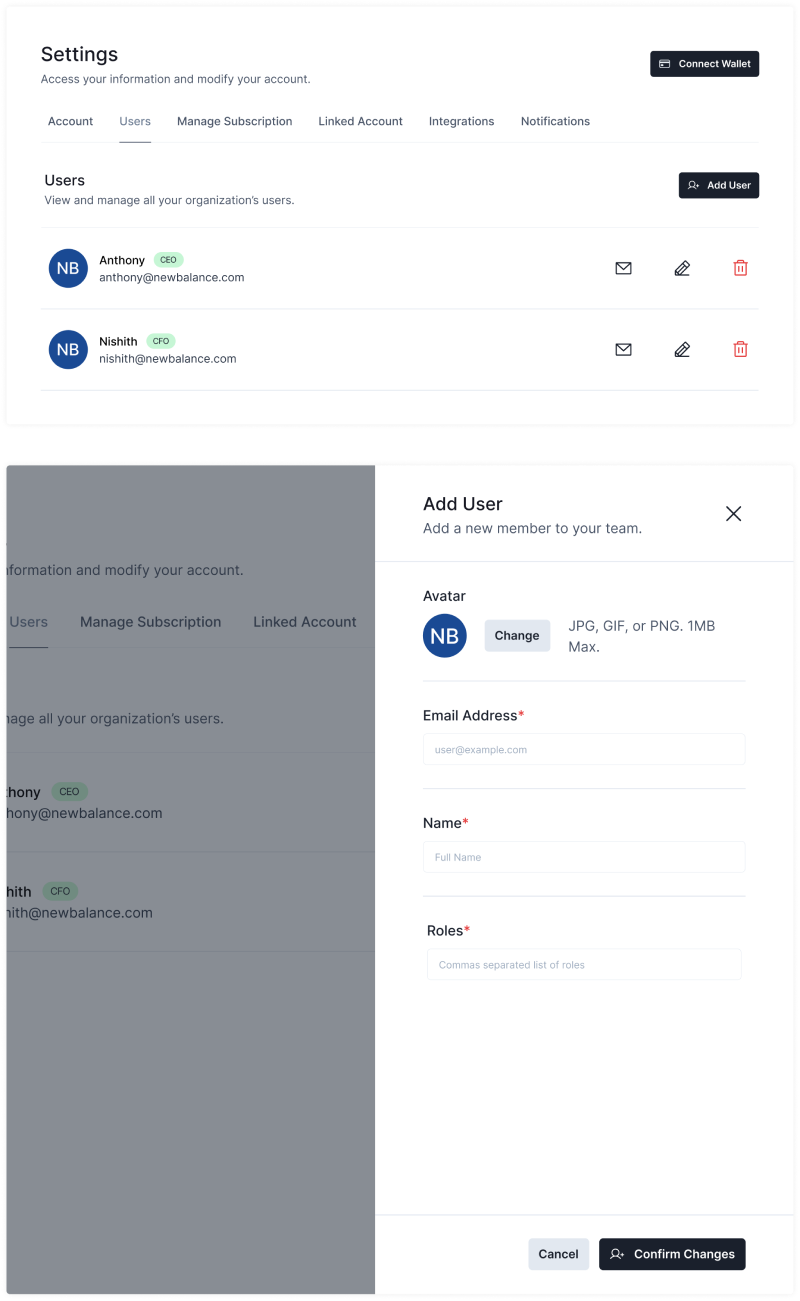 Settings
Access your information and modify your account.
Connect Wallet
Account Users Manage Subscription Linked Account Integrations Notifications
Users
View and manage all your organization's users.
Add User
NB
Anthony CEO
anthony@newbalance.com
NB
Nishith CFO
nishith@newbalance.com
nformation and modify your account.
Users Manage Subscription Linked Account
nage all your organization's users.
thony CEO
hony@newbalance.com
hith CFO
nith@newbalance.com
Add User
Add a new member to your team.
Avatar
NB
Change
JPG, GIF, or PNG. 1MB
Max.
Email Address*
user@example.com
Name*
Full Name
Roles*
Commas separated list of roles
Cancel
Confirm Changes